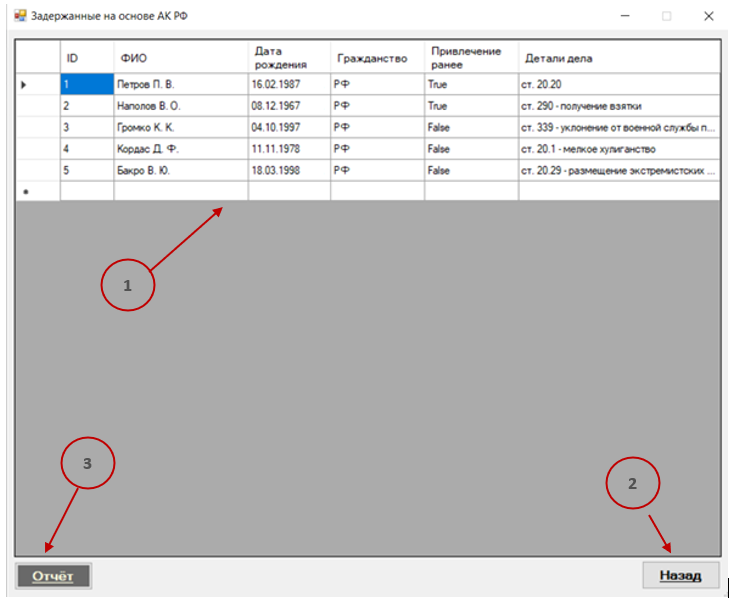 Задержанные на основе АК РФ
ID ФИО Дата рождения Гражданство Привлечение ранее Детали дела
1 Петров П. В. 16.02.1987 РФ True ст. 20.20
2 Наполов В. О. 08.12.1967 РФ True ст. 290 - получение взятки
3 Громко К. К. 04.10.1997 РФ False ст. 339 - уклонение от военной службы п...
4 Кордас Д. Ф. 11.11.1978 РФ False ст. 20.1 - мелкое хулиганство
5 Бакро В. Ю. 18.03.1998 РФ False ст. 20.29 - размещение экстремистских ...
1
3
2
Отчёт
Назад